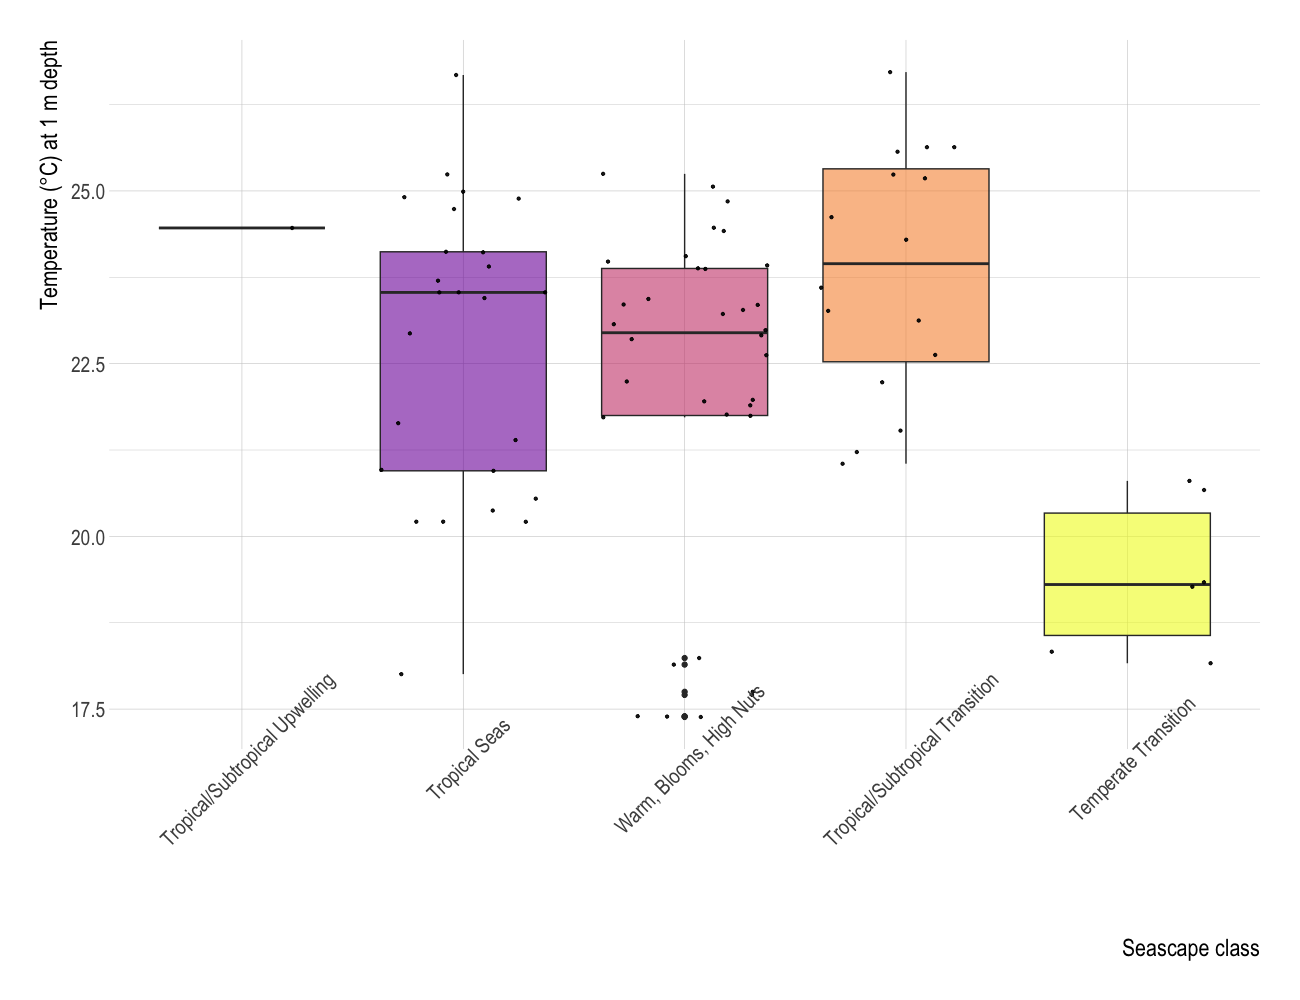 Temperature (°C) at 1 m depth
25.0
22.5
20.0
17.5
Tropical/Subtropical Upwelling
Tropical Seas
Warm, Blooms, High Nuts
Tropical/Subtropical Transition
Temperate Transition
Seascape class